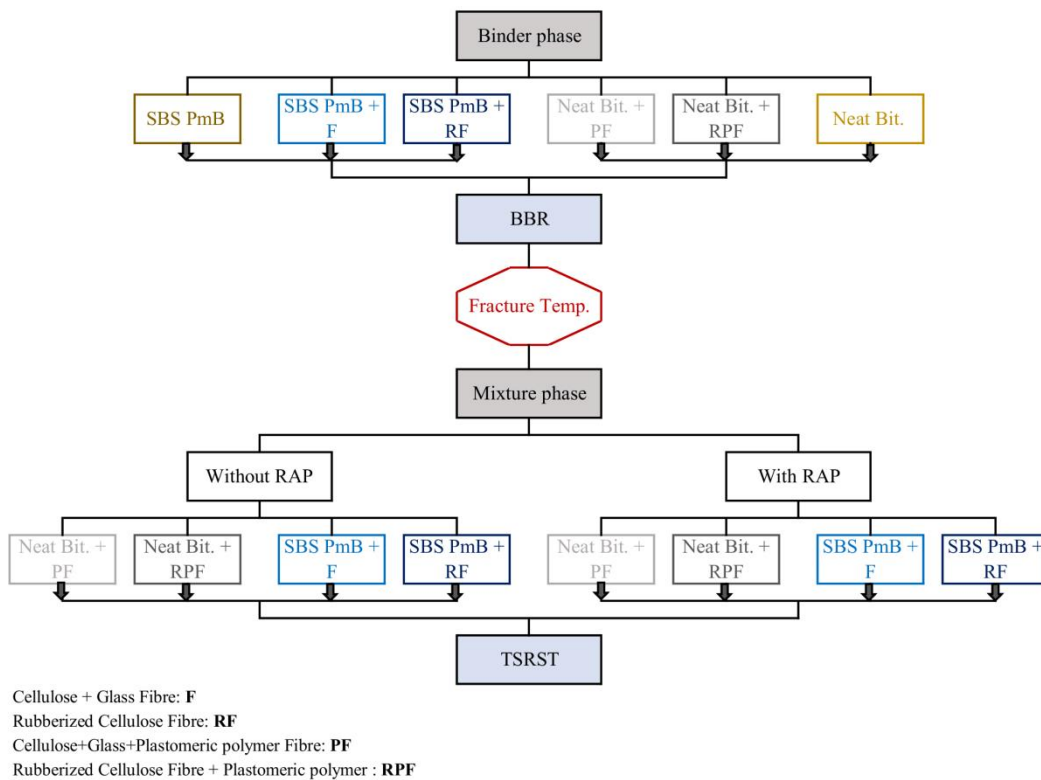 Binder phase
SBS PmB
SBS PmB +
F
SBS PmB +
RF
Neat Bit. +
PF
Neat Bit. +
RPF
Neat Bit.
BBR
Fracture Temp.
Mixture phase
Without RAP
With RAP
Neat Bit. +
PF
Neat Bit. +
RPF
SBS PmB +
F
SBS PmB +
RF
Neat Bit. +
PF
Neat Bit. +
RPF
SBS PmB +
F
SBS PmB +
RF
TSRST
Cellulose + Glass Fibre: F
Rubberized Cellulose Fibre: RF
Cellulose+Glass+Plastomeric polymer Fibre: PF
Rubberized Cellulose Fibre + Plastomeric polymer : RPF